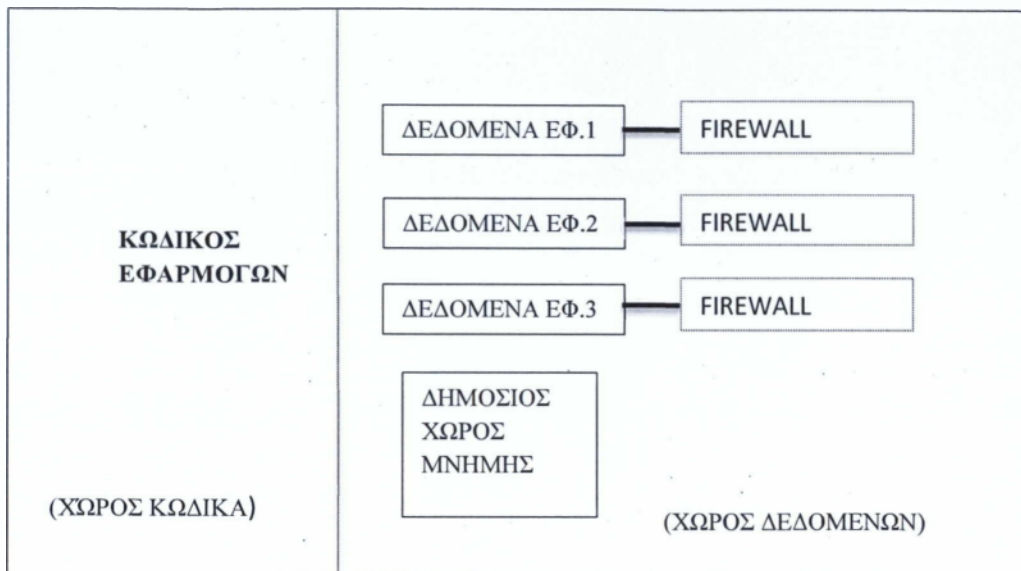 ΔΕΔΟΜΕΝΑ ΕΦ.1
FIREWALL
ΔΕΔΟΜΕΝΑ ΕΦ.2
FIREWALL
ΚΩΔΙΚΟΣ
ΕΦΑΡΜΟΓΩΝ
ΔΕΔΟΜΕΝΑ ΕΦ.3
FIREWALL
ΔΗΜΟΣΙΟΣ
ΧΩΡΟΣ
ΜΝΗΜΗΣ
(ΧΏΡΟΣ ΚΩΔΙΚΑ)
(ΧΩΡΟΣ ΔΕΔΟΜΕΝΩΝ)